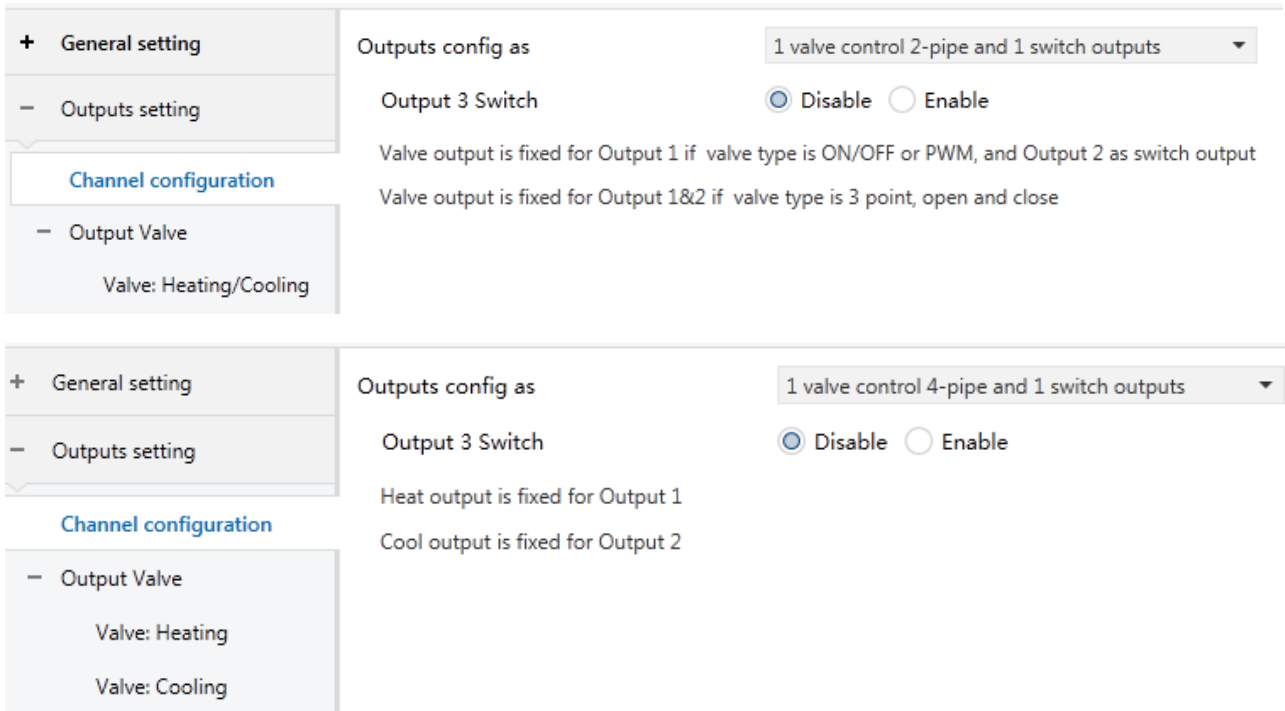 + General setting
Outputs config as 1 valve control 2-pipe and 1 switch outputs
− Outputs setting
Output 3 Switch Disable Enable
Valve output is fixed for Output 1 if valve type is ON/OFF or PWM, and Output 2 as switch output
Channel configuration
Valve output is fixed for Output 1&2 if valve type is 3 point, open and close
− Output Valve
Valve: Heating/Cooling
+ General setting
Outputs config as 1 valve control 4-pipe and 1 switch outputs
− Outputs setting
Output 3 Switch Disable Enable
Heat output is fixed for Output 1
Channel configuration
Cool output is fixed for Output 2
− Output Valve
Valve: Heating
Valve: Cooling